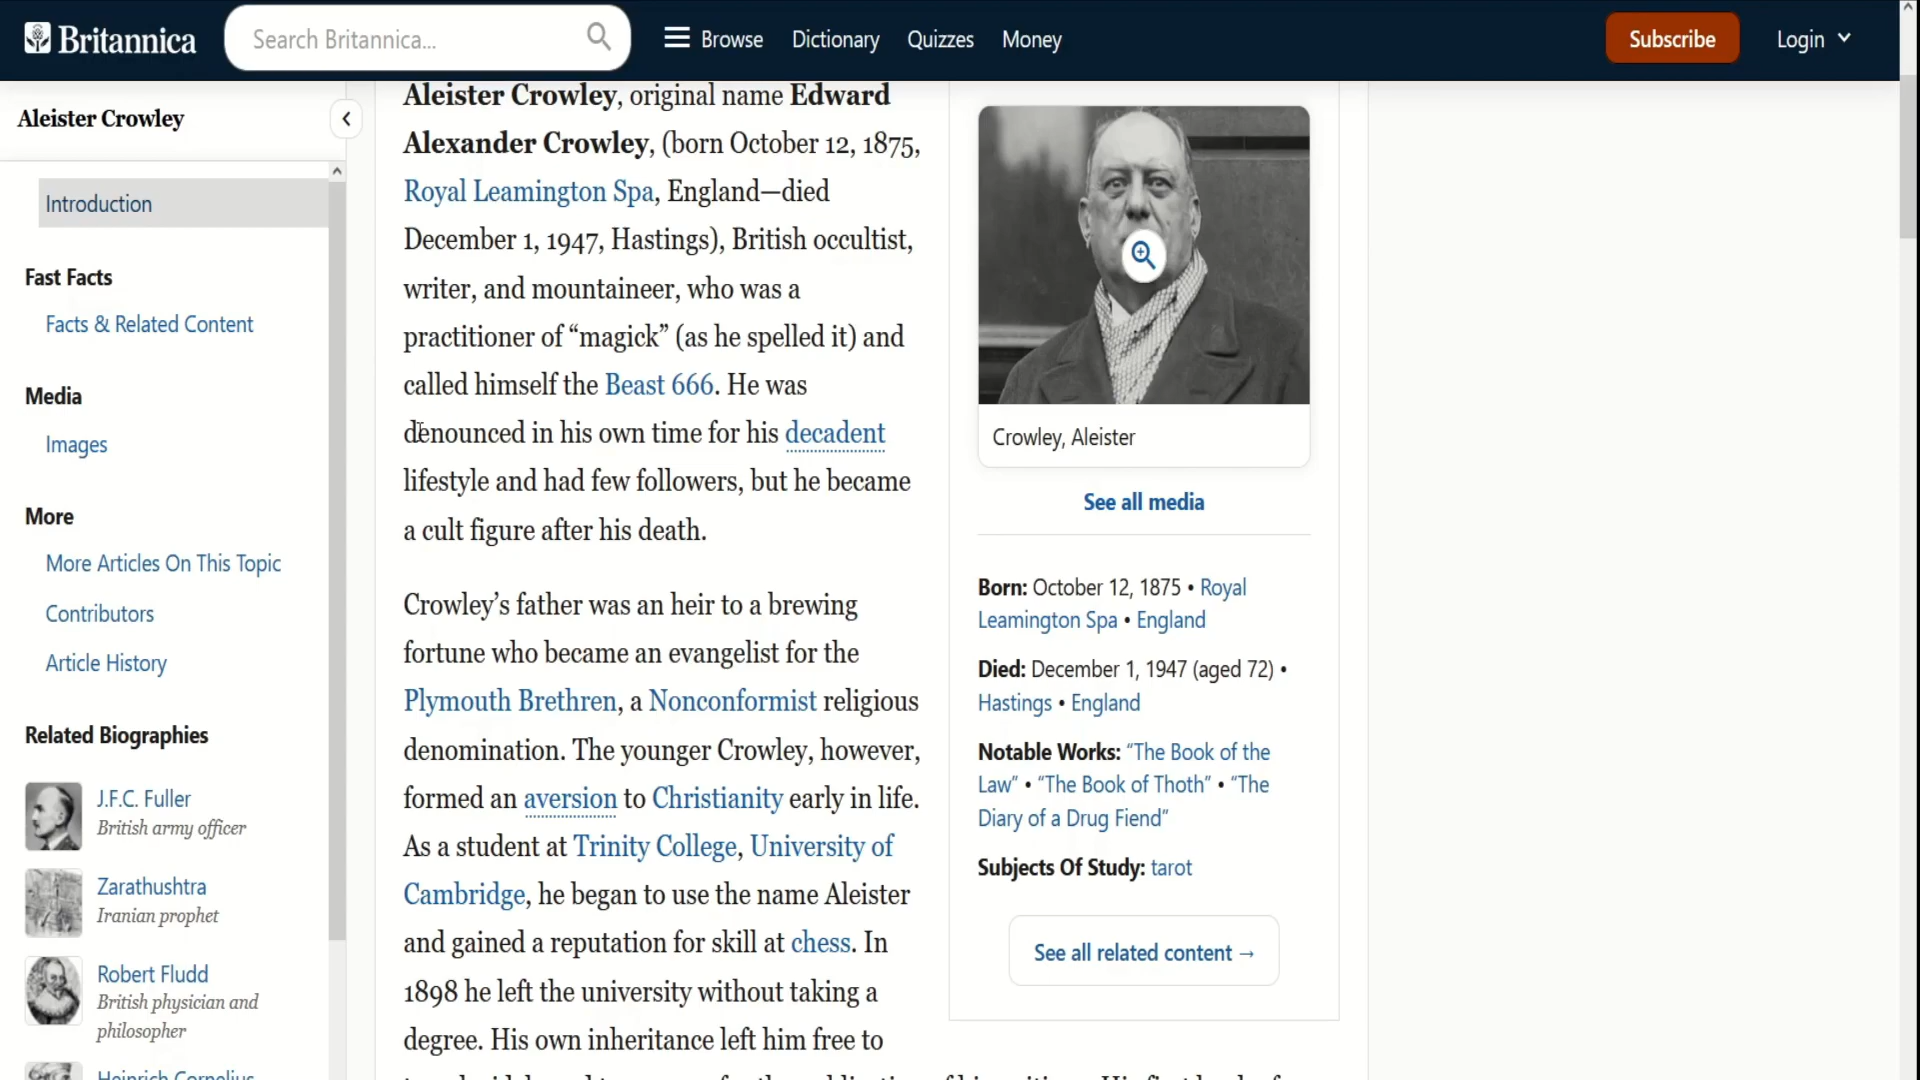 Britannica
Search Britannica...
Browse
Dictionary
Quizzes
Money
Subscribe
Login
Aleister Crowley
Introduction
Fast Facts
Facts & Related Content
Media
Images
More
More Articles On This Topic
Contributors
Article History
Related Biographies
J.F.C. Fuller
British army officer
Zarathushtra
Iranian prophet
Robert Fludd
British physician and
philosopher
Heinrich Cornelius
Aleister Crowley, original name Edward
Alexander Crowley, (born October 12, 1875,
Royal Leamington Spa, England—died
December 1, 1947, Hastings), British occultist,
writer, and mountaineer, who was a
practitioner of “magick” (as he spelled it) and
called himself the Beast 666. He was
denounced in his own time for his decadent
lifestyle and had few followers, but he became
a cult figure after his death.
Crowley’s father was an heir to a brewing
fortune who became an evangelist for the
Plymouth Brethren, a Nonconformist religious
denomination. The younger Crowley, however,
formed an aversion to Christianity early in life.
As a student at Trinity College, University of
Cambridge, he began to use the name Aleister
and gained a reputation for skill at chess. In
1898 he left the university without taking a
degree. His own inheritance left him free to
Crowley, Aleister
See all media
Born: October 12, 1875 • Royal
Leamington Spa • England
Died: December 1, 1947 (aged 72) •
Hastings • England
Notable Works: “The Book of the
Law” • “The Book of Thoth” • “The
Diary of a Drug Fiend”
Subjects Of Study: tarot
See all related content →